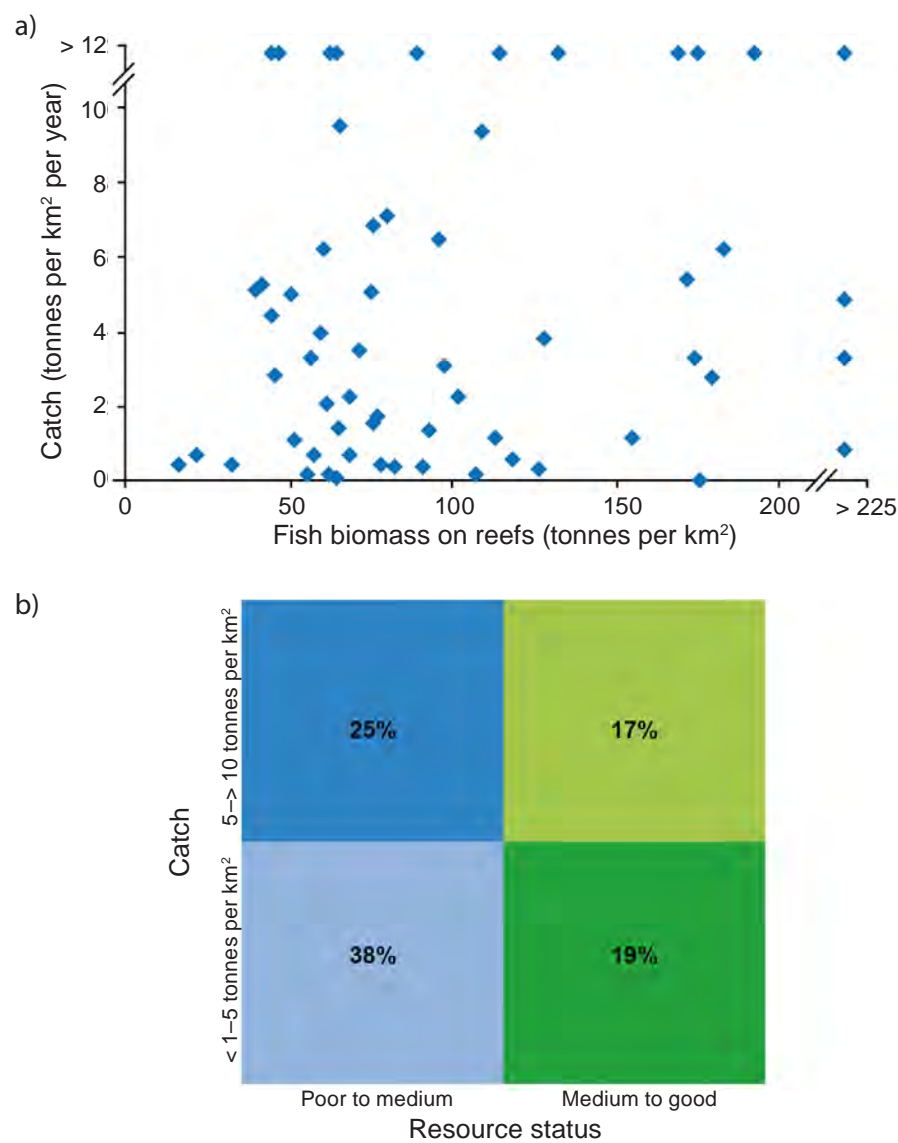 a)
> 12
10
8
6
4
2
0
Catch (tonnes per km² per year)
0 50 100 150 200 > 225
Fish biomass on reefs (tonnes per km²)
b)
Catch
5–> 10 tonnes per km²
< 1–5 tonnes per km²
25% 17%
38% 19%
Poor to medium Medium to good
Resource status